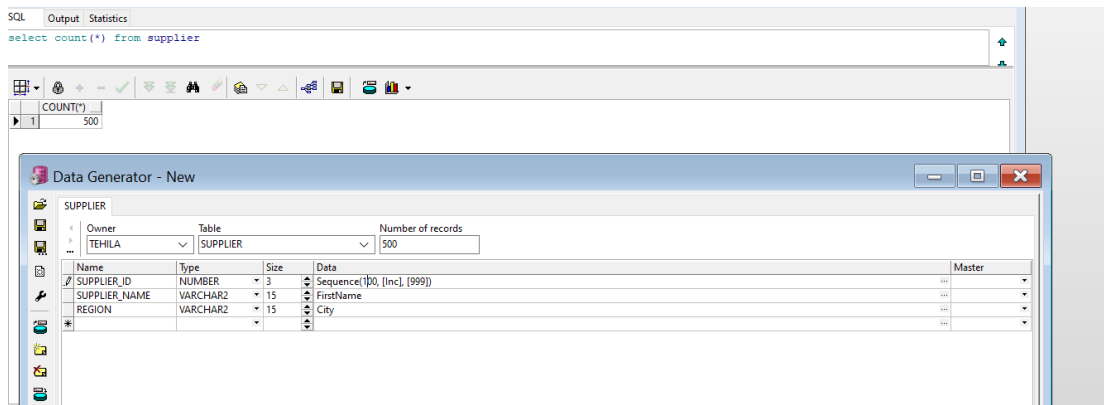 SQL Output Statistics
select count(*) from supplier
COUNT(*)
1 500
Data Generator - New
SUPPLIER
Owner Table Number of records
TEHILA SUPPLIER 500
Name Type Size Data Master
SUPPLIER_ID NUMBER 3 Sequence(100, [Inc], [999])
SUPPLIER_NAME VARCHAR2 15 FirstName
REGION VARCHAR2 15 City